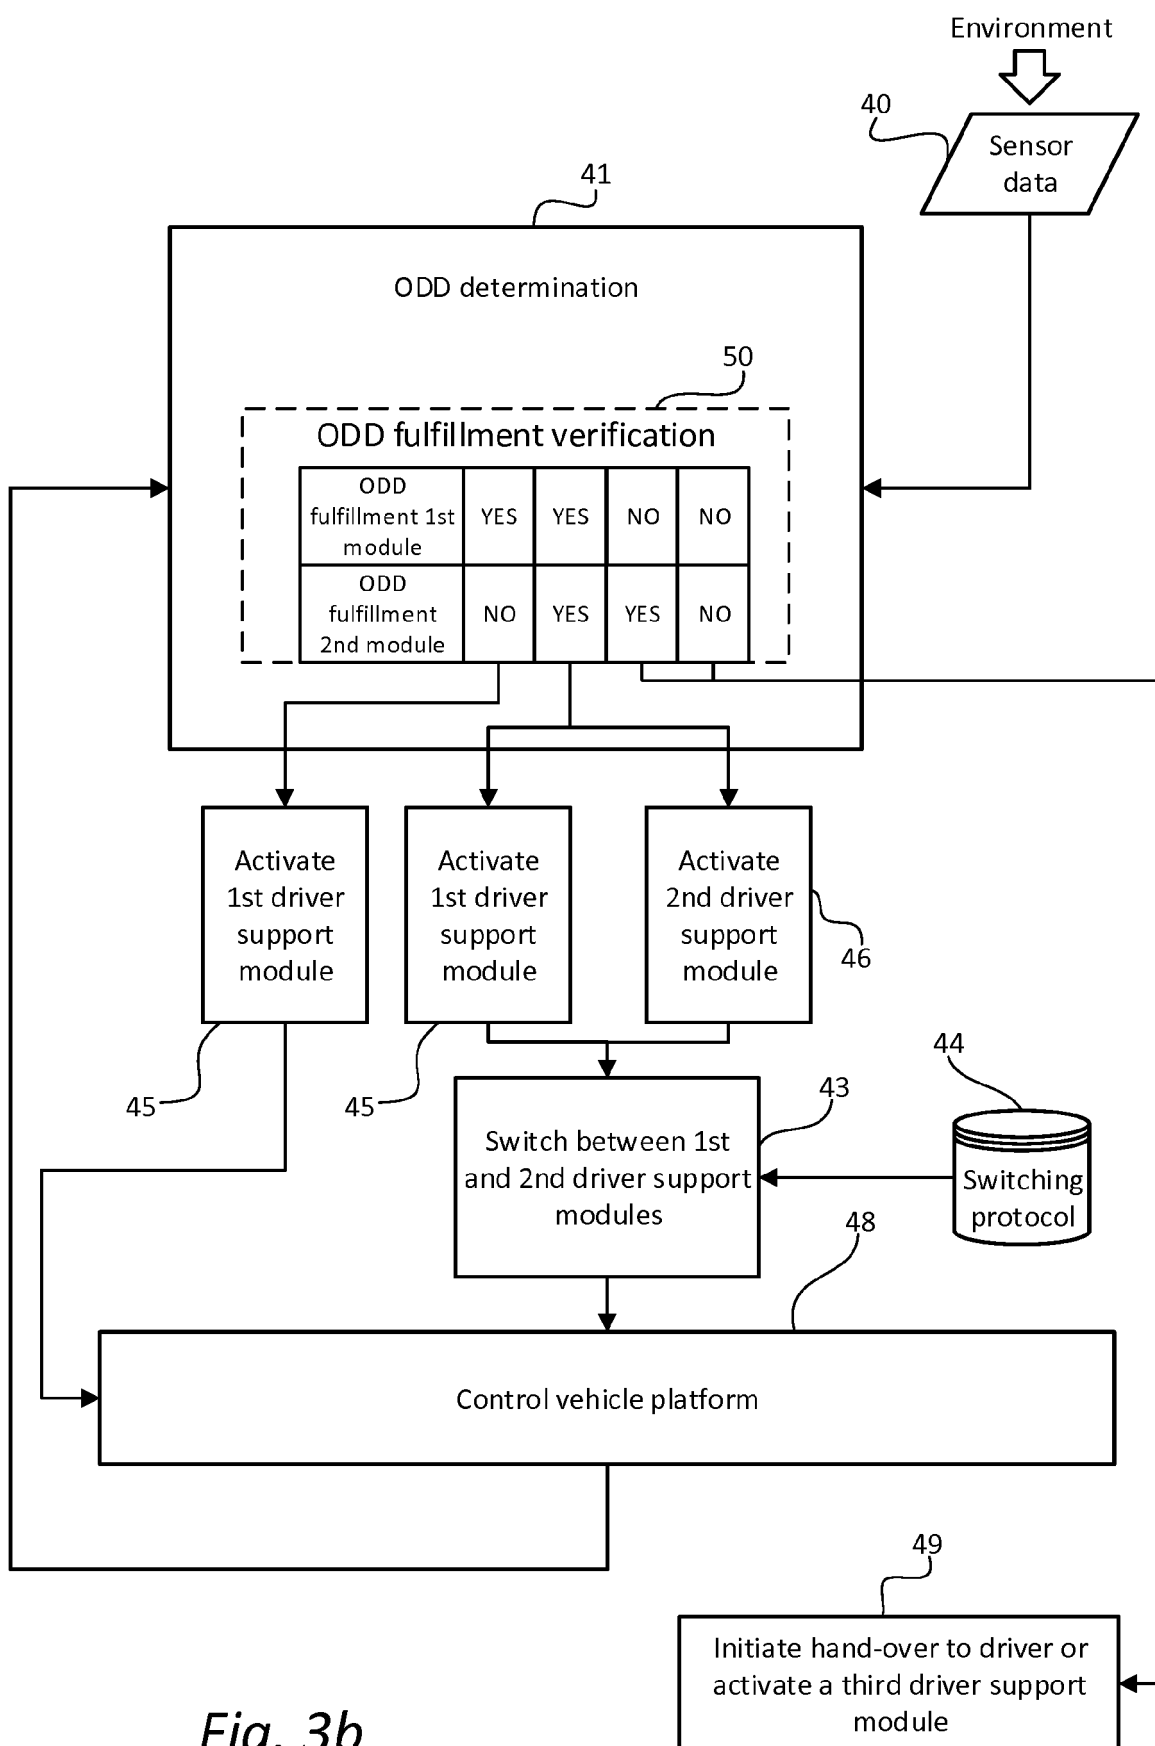 Environment
40
Sensor
data
41
ODD determination
50
ODD fulfillment verification
ODD
fulfillment 1st
module
YES
YES
NO
NO
ODD
fulfillment
2nd module
NO
YES
YES
NO
Activate
1st driver
support
module
Activate
1st driver
support
module
Activate
2nd driver
support
module
46
45
45
44
43
Switch between 1st
and 2nd driver support
modules
Switching
protocol
48
Control vehicle platform
49
Initiate hand-over to driver or
activate a third driver support
module
Fig. 3b